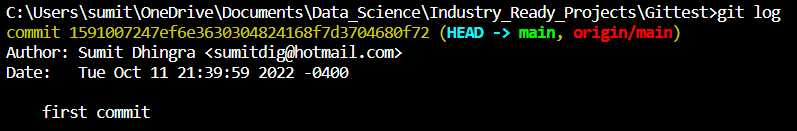 C:\Users\sumit\OneDrive\Documents\Data_Science\Industry_Ready_Projects\Gittest>git log
commit 1591007247ef6e3630304824168f7d3704680f72 (HEAD -> main, origin/main)
Author: Sumit Dhingra <sumitdig@hotmail.com>
Date:   Tue Oct 11 21:39:59 2022 -0400
    first commit